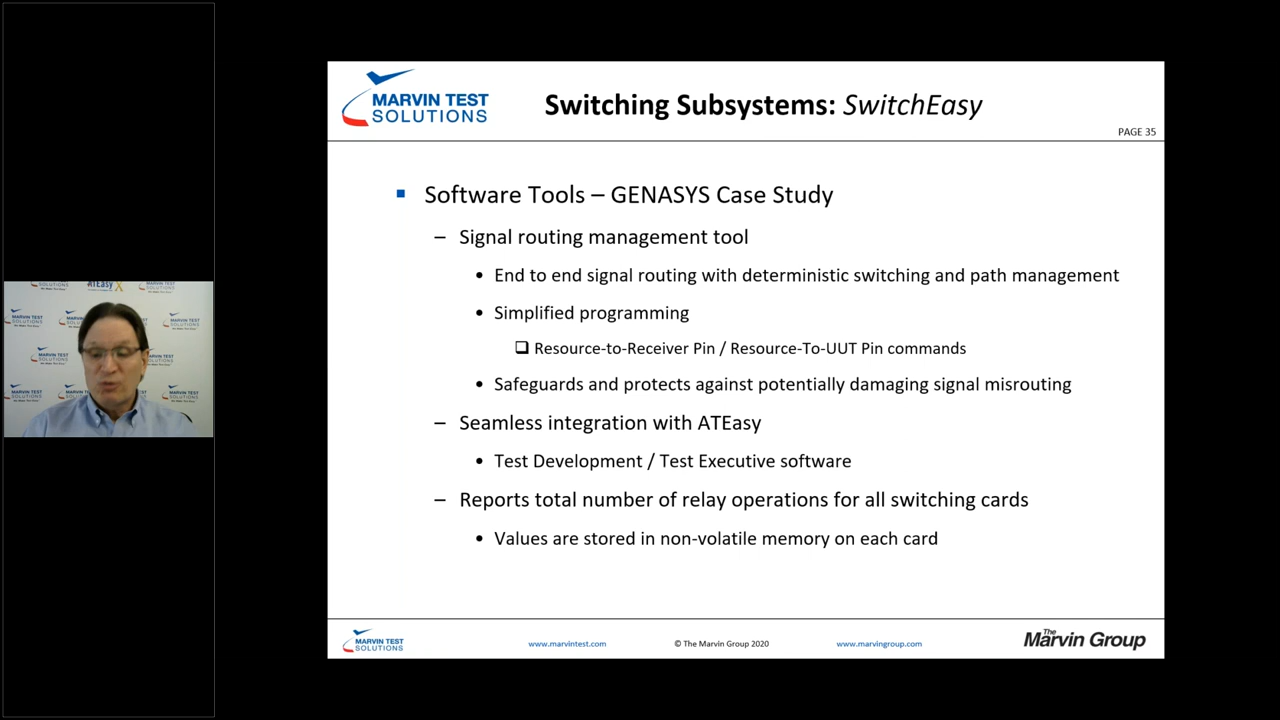 MARVIN TEST
SOLUTIONS
Switching Subsystems: SwitchEasy
PAGE 35
Software Tools – GENASYS Case Study
– Signal routing management tool
• End to end signal routing with deterministic switching and path management
• Simplified programming
❑ Resource-to-Receiver Pin / Resource-To-UUT Pin commands
• Safeguards and protects against potentially damaging signal misrouting
– Seamless integration with ATEasy
• Test Development / Test Executive software
– Reports total number of relay operations for all switching cards
• Values are stored in non-volatile memory on each card
MARVIN TEST
SOLUTIONS
www.marvintest.com
© The Marvin Group 2020
www.marvingroup.com
The
Marvin Group
ATEasy
MARVIN TEST
SOLUTIONS